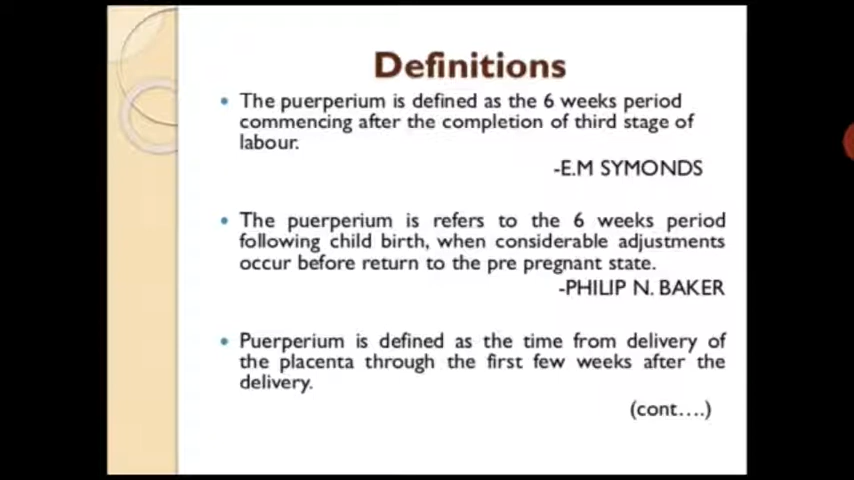 Definitions
• The puerperium is defined as the 6 weeks period
commencing after the completion of third stage of
labour.
-E.M SYMONDS
• The puerperium is refers to the 6 weeks period
following child birth, when considerable adjustments
occur before return to the pre pregnant state.
-PHILIP N. BAKER
• Puerperium is defined as the time from delivery of
the placenta through the first few weeks after the
delivery.
(cont....)